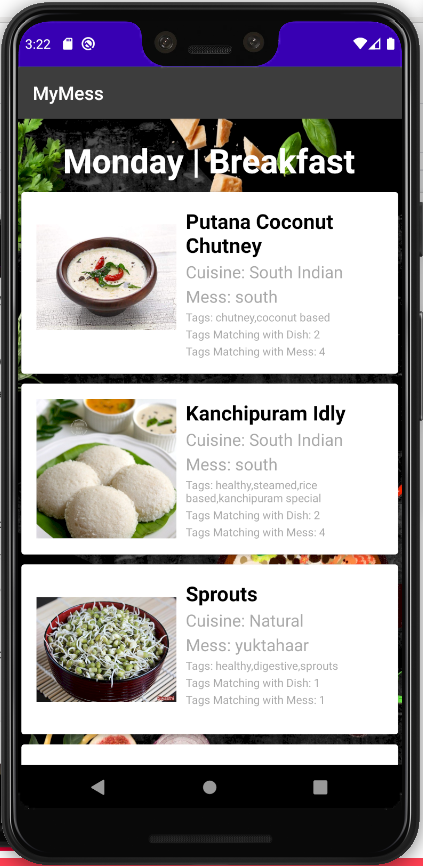 3:22
MyMess
Monday | Breakfast
Putana Coconut
Chutney
Cuisine: South Indian
Mess: south
Tags: chutney,coconut based
Tags Matching with Dish: 2
Tags Matching with Mess: 4
Kanchipuram Idly
Cuisine: South Indian
Mess: south
Tags: healthy,steamed,rice
based,kanchipuram special
Tags Matching with Dish: 2
Tags Matching with Mess: 4
Sprouts
Cuisine: Natural
Mess: yuktahaar
Tags: healthy,digestive,sprouts
Tags Matching with Dish: 1
Tags Matching with Mess: 1